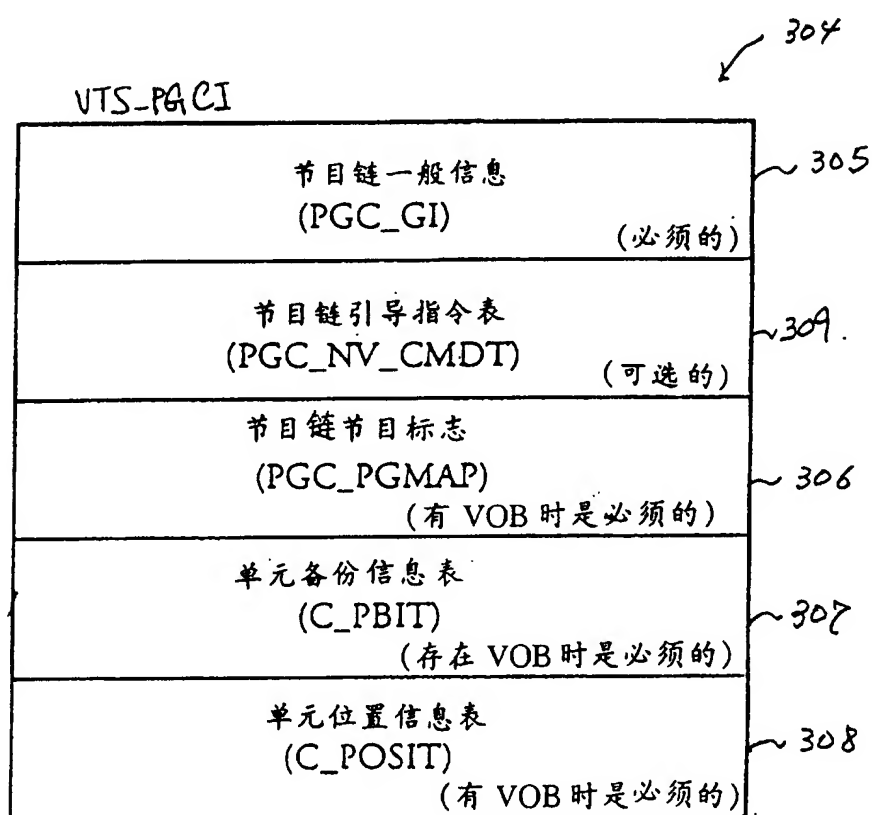 304
VTS_PGCI
节目链一般信息
(PGC_GI)
(必须的)
305
节目链引导指令表
(PGC_NV_CMDT)
(可选的)
309.
节目链节目标志
(PGC_PGMAP)
(有 VOB 时是必须的)
306
单元备份信息表
(C_PBIT)
(存在 VOB 时是必须的)
307
单元位置信息表
(C_POSIT)
(有 VOB 时是必须的)
308